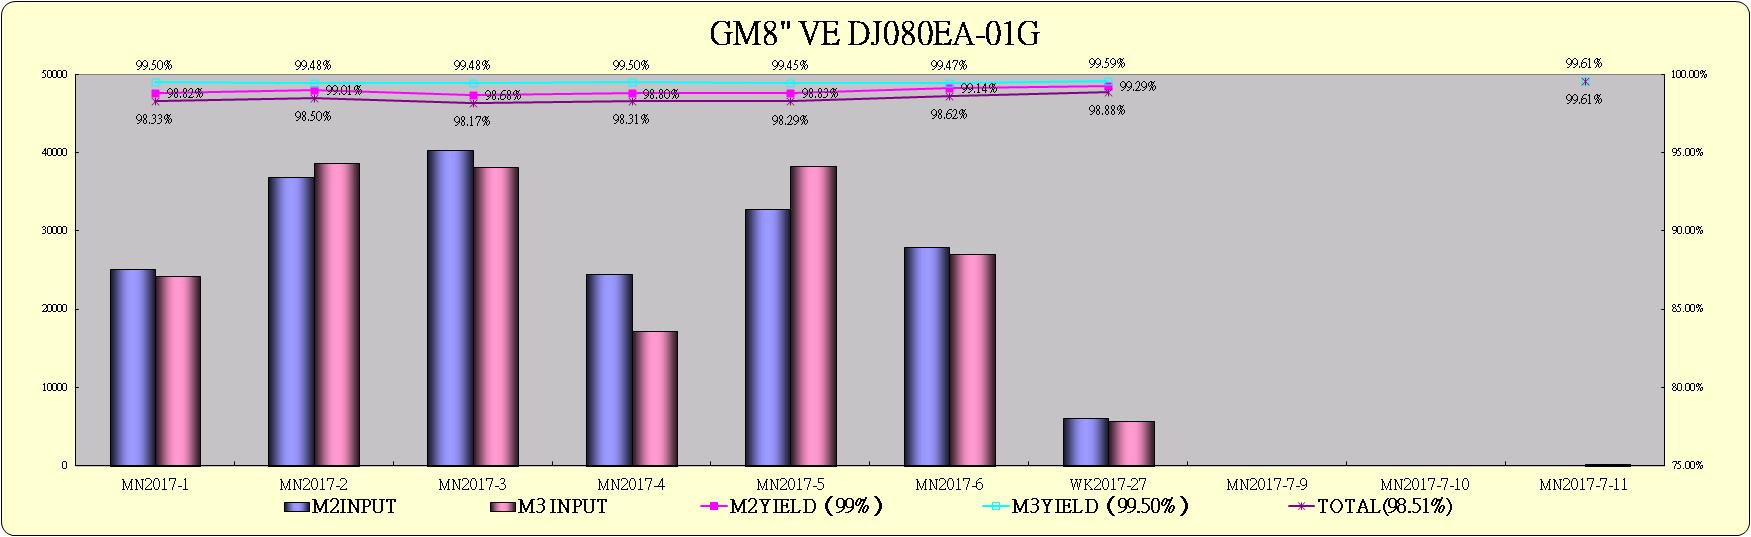 GM8" VE DJ080EA-01G
99.50% 99.48% 99.48% 99.50% 99.45% 99.47% 99.59% 99.61%
50000 100.00%
98.82% 99.01% 98.68% 98.80% 98.83% 99.14% 99.29%
98.33% 98.50% 98.17% 98.31% 98.29% 98.62% 98.88% 99.61%
40000 95.00%
30000 90.00%
20000 85.00%
10000 80.00%
0 75.00%
MN2017-1 MN2017-2 MN2017-3 MN2017-4 MN2017-5 MN2017-6 WK2017-27 MN2017-7-9 MN2017-7-10 MN2017-7-11
M2INPUT M3 INPUT M2YIELD（99%） M3YIELD（99.50%） TOTAL(98.51%)